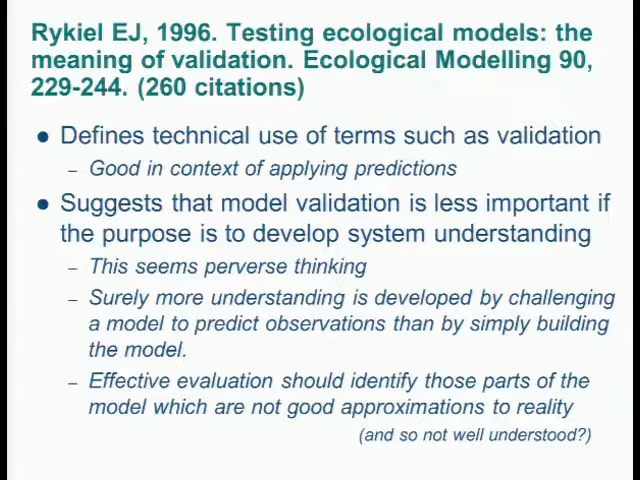 Rykiel EJ, 1996. Testing ecological models: the
meaning of validation. Ecological Modelling 90,
229-244. (260 citations)
● Defines technical use of terms such as validation
– Good in context of applying predictions
● Suggests that model validation is less important if
the purpose is to develop system understanding
– This seems perverse thinking
– Surely more understanding is developed by challenging
a model to predict observations than by simply building
the model.
– Effective evaluation should identify those parts of the
model which are not good approximations to reality
(and so not well understood?)